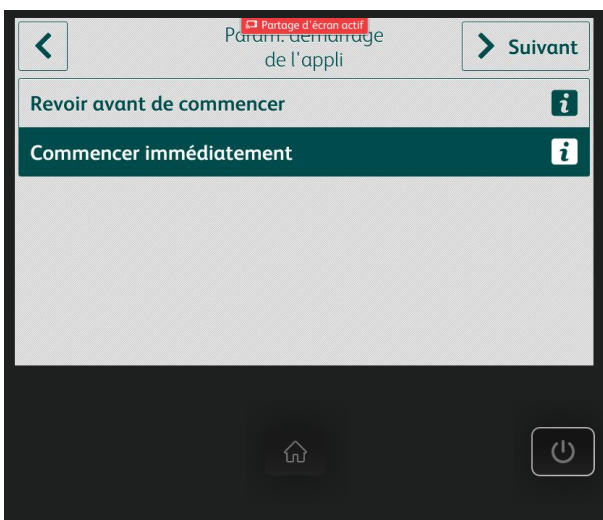 Partage d'écran actif
Param. démarrage
de l'appli
Suivant
Revoir avant de commencer
i
Commencer immédiatement
i